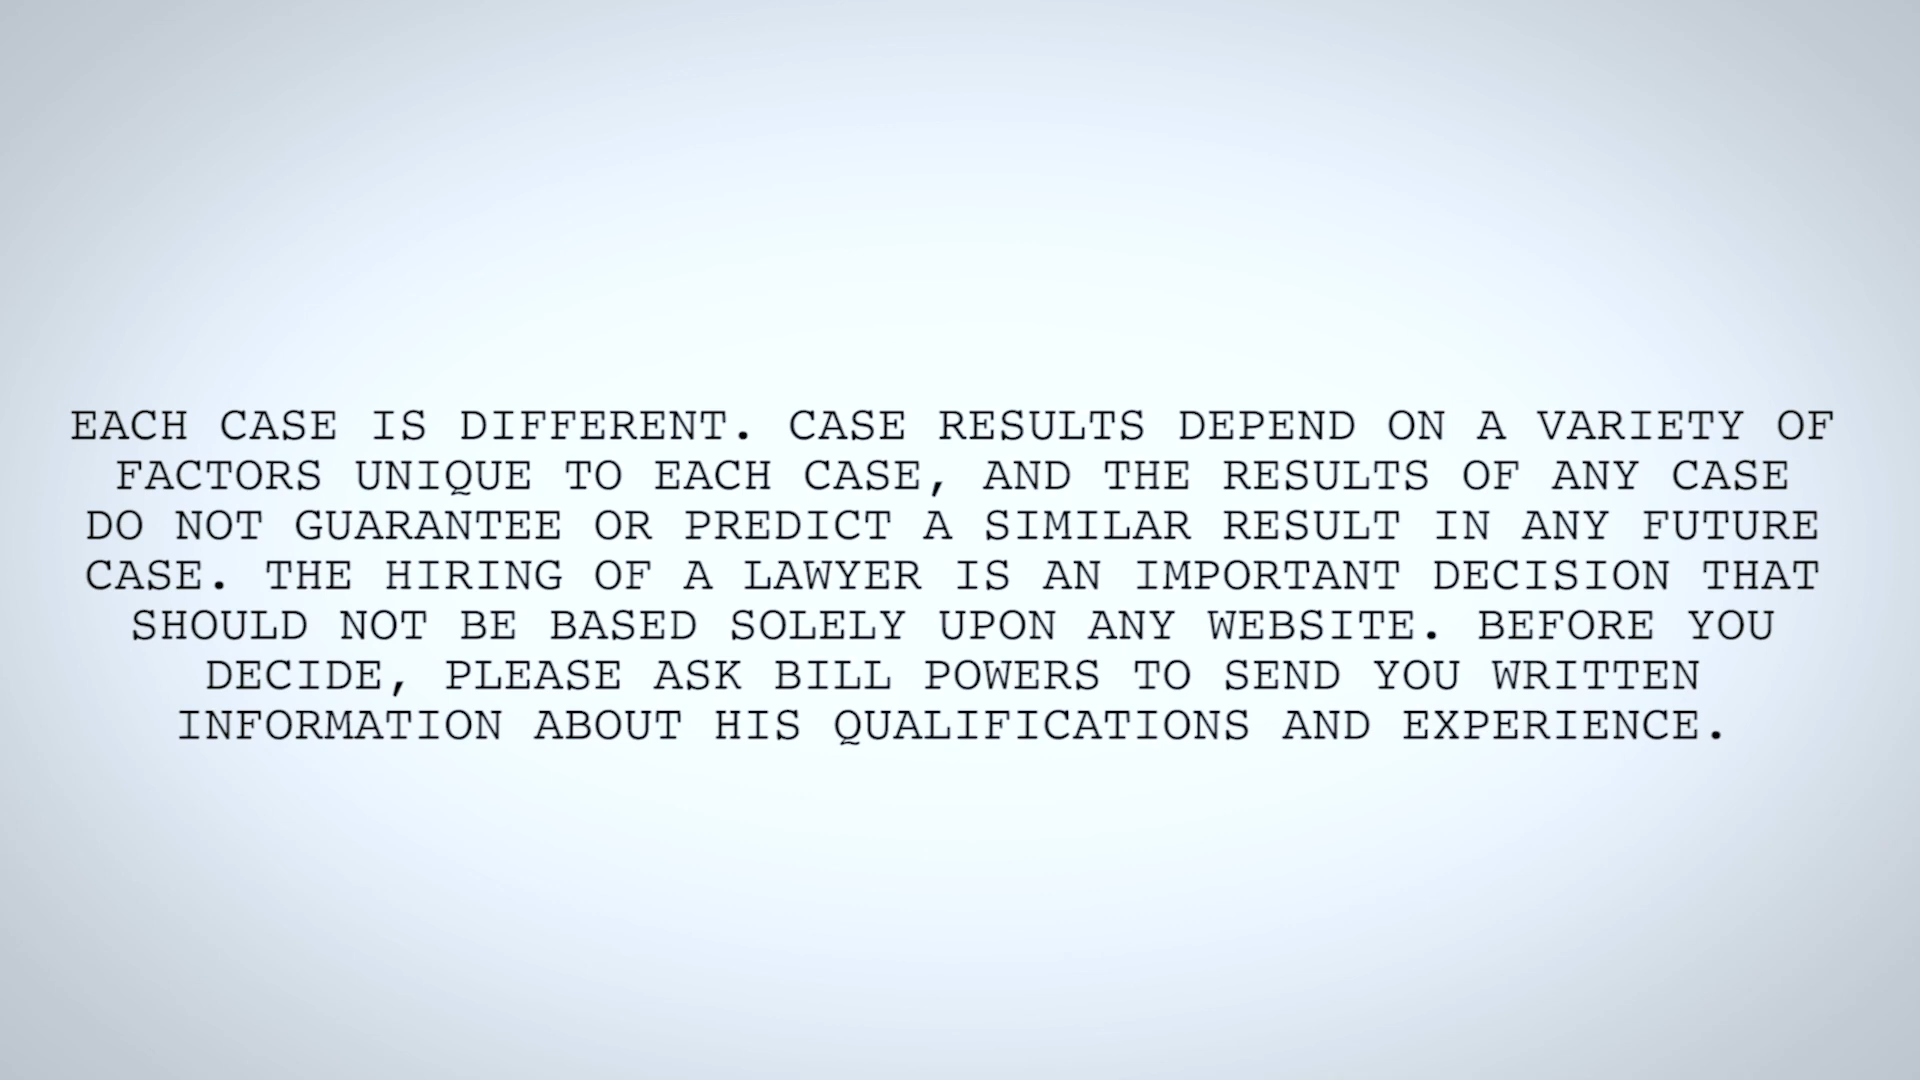 EACH CASE IS DIFFERENT. CASE RESULTS DEPEND ON A VARIETY OF
FACTORS UNIQUE TO EACH CASE, AND THE RESULTS OF ANY CASE
DO NOT GUARANTEE OR PREDICT A SIMILAR RESULT IN ANY FUTURE
CASE. THE HIRING OF A LAWYER IS AN IMPORTANT DECISION THAT
SHOULD NOT BE BASED SOLELY UPON ANY WEBSITE. BEFORE YOU
DECIDE, PLEASE ASK BILL POWERS TO SEND YOU WRITTEN
INFORMATION ABOUT HIS QUALIFICATIONS AND EXPERIENCE.